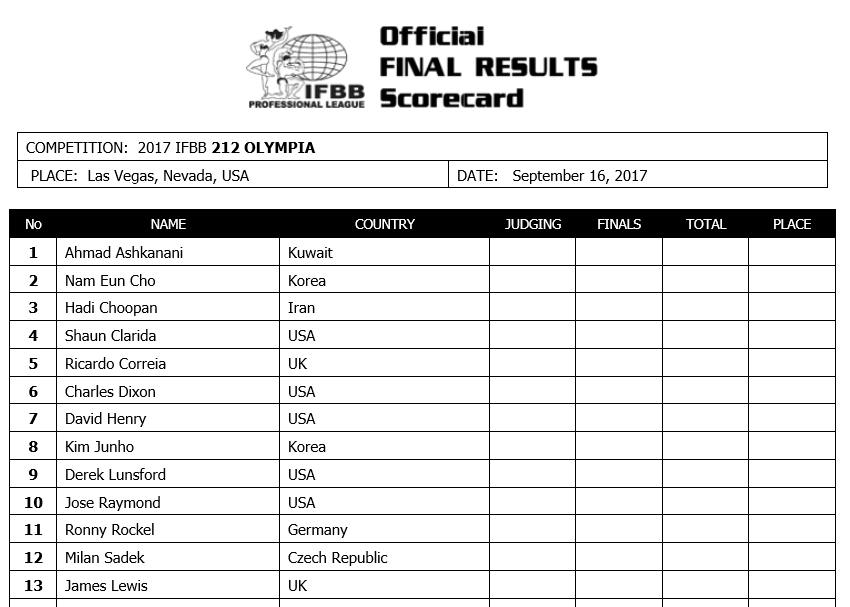 Official
FINAL RESULTS
Scorecard
IFBB
PROFESSIONAL LEAGUE
COMPETITION: 2017 IFBB 212 OLYMPIA
PLACE: Las Vegas, Nevada, USA DATE: September 16, 2017
No NAME COUNTRY JUDGING FINALS TOTAL PLACE
1 Ahmad Ashkanani Kuwait
2 Nam Eun Cho Korea
3 Hadi Choopan Iran
4 Shaun Clarida USA
5 Ricardo Correia UK
6 Charles Dixon USA
7 David Henry USA
8 Kim Junho Korea
9 Derek Lunsford USA
10 Jose Raymond USA
11 Ronny Rockel Germany
12 Milan Sadek Czech Republic
13 James Lewis UK